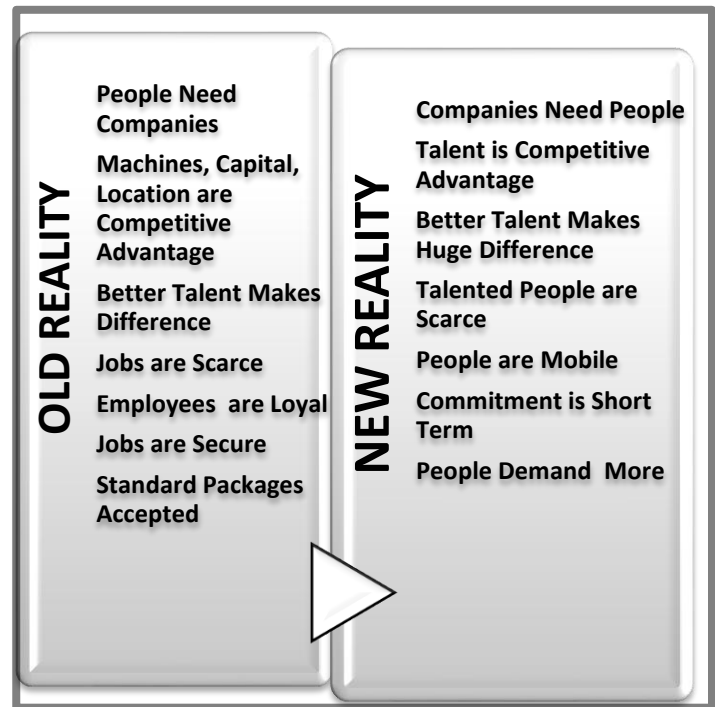 OLD REALITY
People Need
Companies
Machines, Capital,
Location are
Competitive
Advantage
Better Talent Makes
Difference
Jobs are Scarce
Employees are Loyal
Jobs are Secure
Standard Packages
Accepted
NEW REALITY
Companies Need People
Talent is Competitive
Advantage
Better Talent Makes
Huge Difference
Talented People are
Scarce
People are Mobile
Commitment is Short
Term
People Demand More